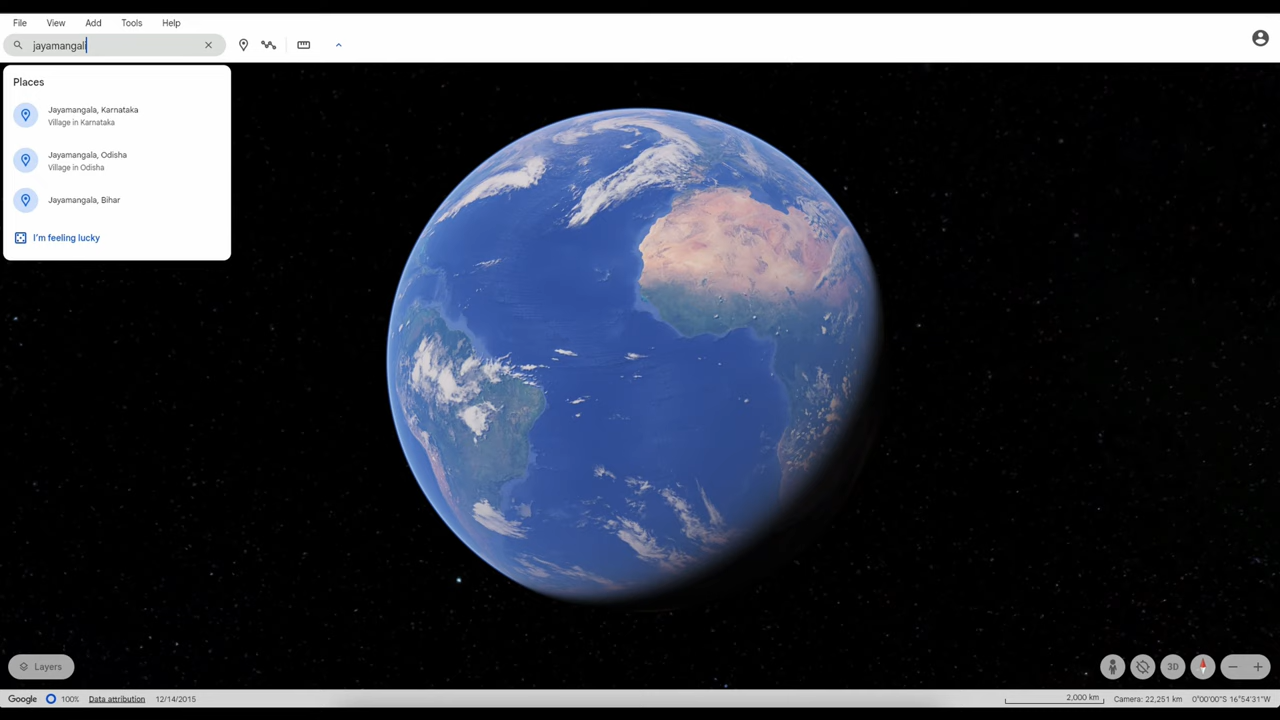 File View Add Tools Help
jayamangali
Places
Jayamangala, Karnataka
Village in Karnataka
Jayamangala, Odisha
Village in Odisha
Jayamangala, Bihar
I'm feeling lucky
Layers
3D
Google 100% Data attribution 12/14/2015 2,000 km Camera: 22,251 km 0°00'00"S 16°54'31"W